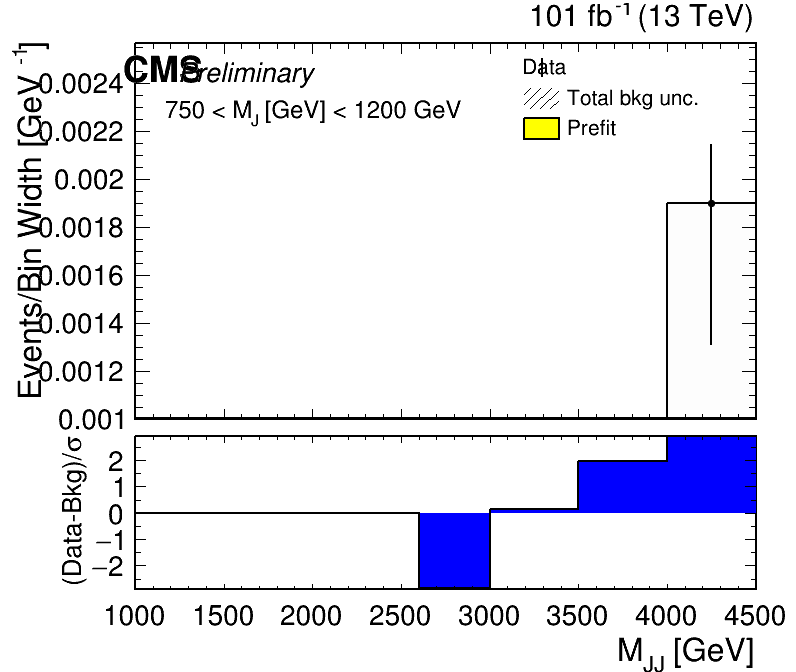 101 fb⁻¹ (13 TeV)
CMS Preliminary
750 < M_J [GeV] < 1200 GeV
Data
Total bkg unc.
Prefit
Events/Bin Width [GeV⁻¹]
0.0024
0.0022
0.002
0.0018
0.0016
0.0014
0.0012
0.001
(Data-Bkg)/σ
2
1
0
−1
−2
1000 1500 2000 2500 3000 3500 4000 4500
M_JJ [GeV]